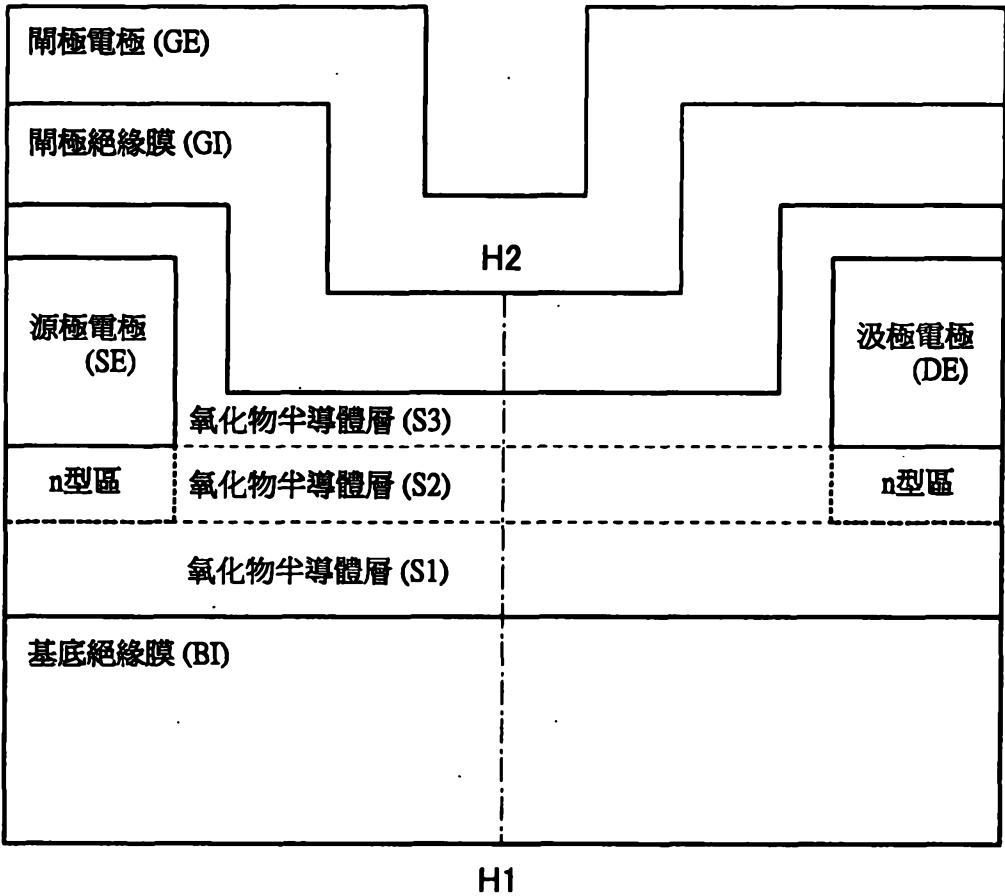 閘極電極 (GE)
閘極絕緣膜 (GI)
H2
源極電極
(SE)
汲極電極
(DE)
氧化物半導體層 (S3)
n型區
氧化物半導體層 (S2)
n型區
氧化物半導體層 (S1)
基底絕緣膜 (BI)
H1